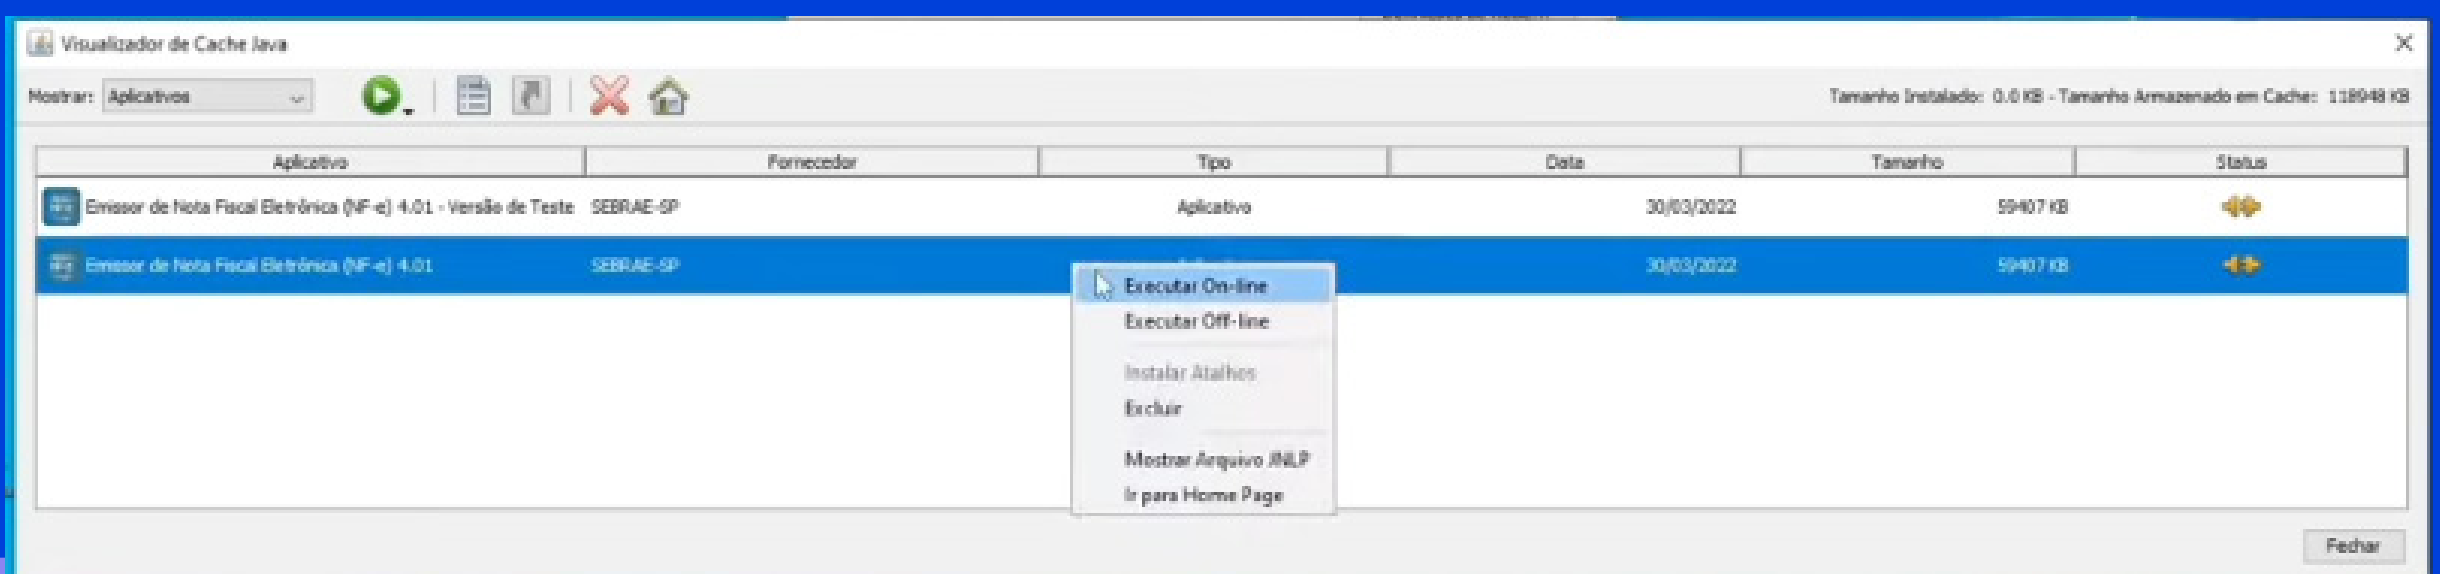 Visualizador de Cache Java
Mostrar: Aplicativos
Tamanho Instalado: 0.0 KB - Tamanho Armazenado em Cache: 118948 KB
Aplicativo Fornecedor Tipo Data Tamanho Status
Emissor de Nota Fiscal Eletrônica (NF-e) 4.01 - Versão de Teste SEBRAE-SP Aplicativo 30/03/2022 59407 KB
Emissor de Nota Fiscal Eletrônica (NF-e) 4.01 SEBRAE-SP 30/03/2022 59407 KB
Executar On-line
Executar Off-line
Instalar Atalhos
Excluir
Mostrar Arquivo JNLP
Ir para Home Page
Fechar